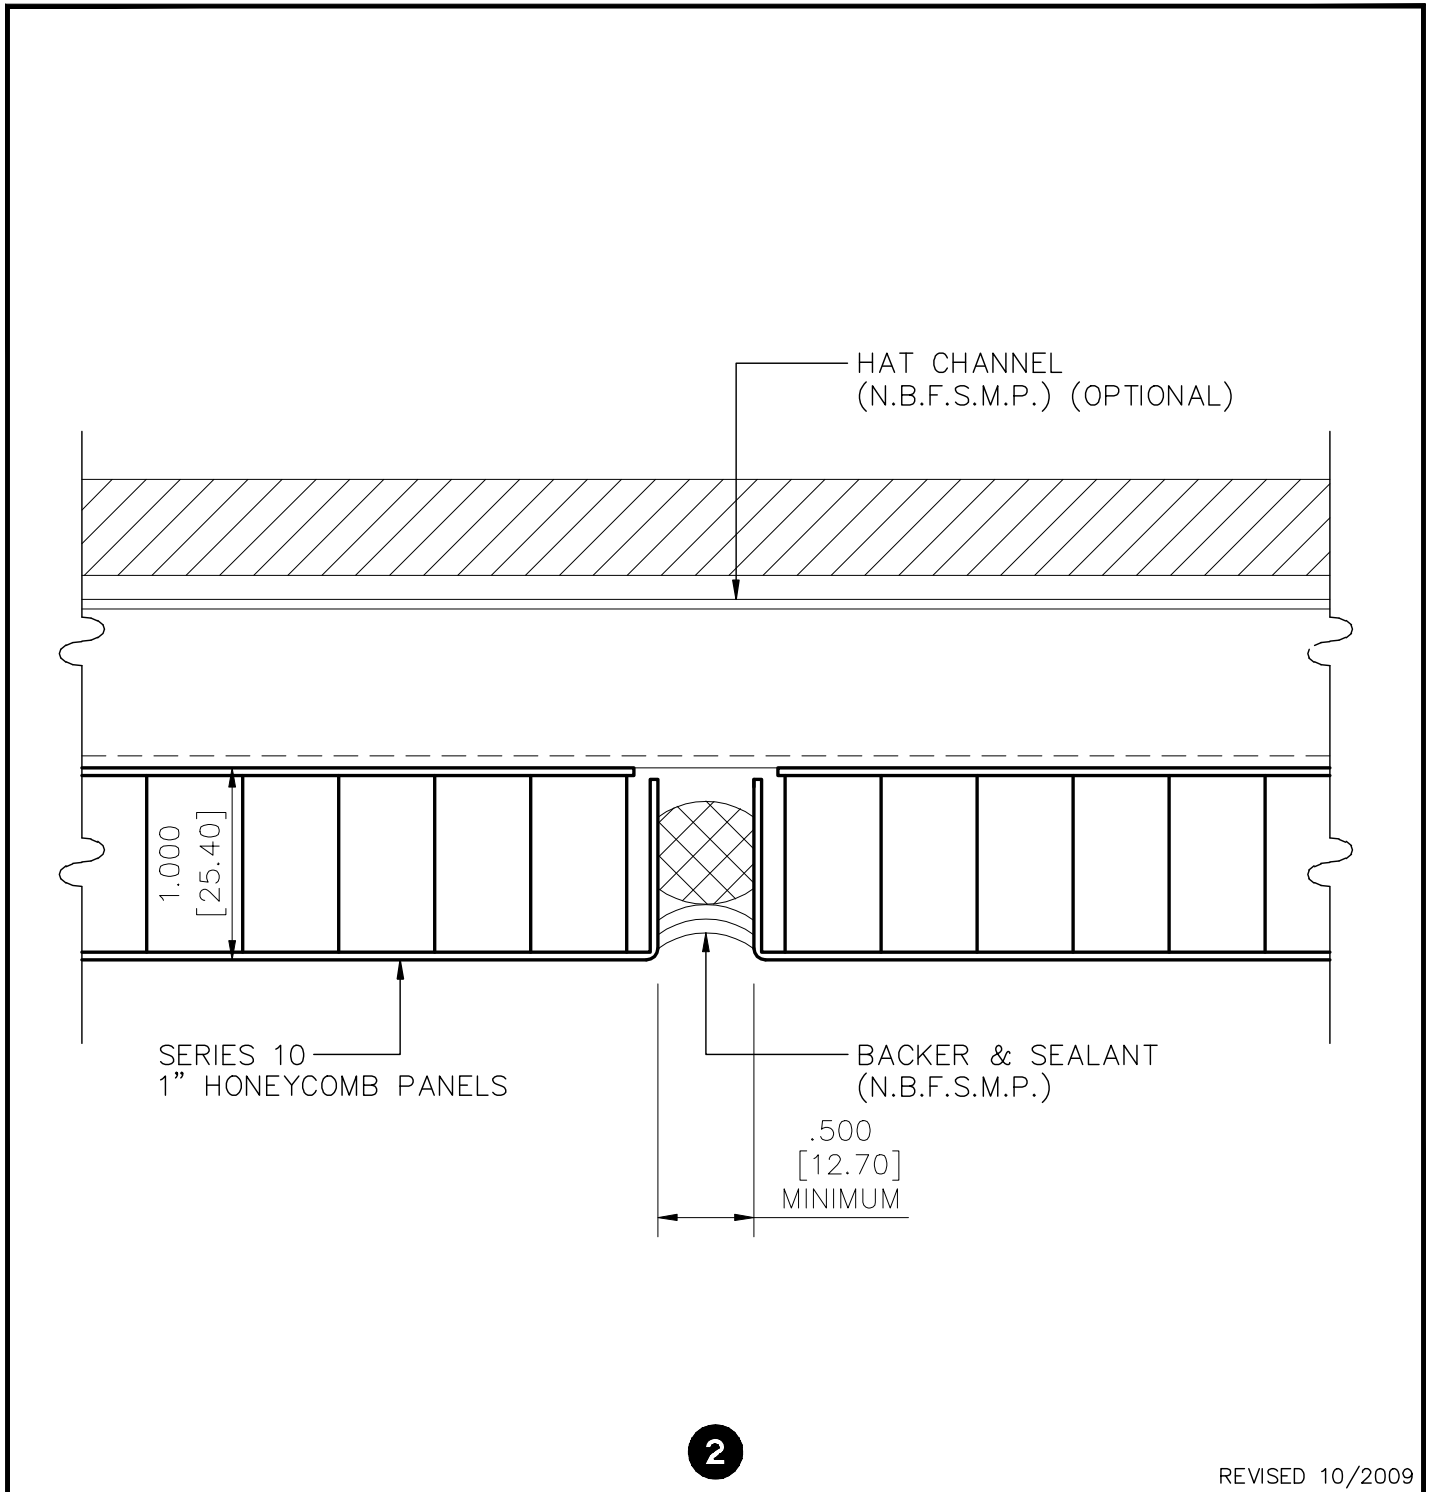 HAT CHANNEL
(N.B.F.S.M.P.) (OPTIONAL)
1.000
[25.40]
SERIES 10
1” HONEYCOMB PANELS
BACKER & SEALANT
(N.B.F.S.M.P.)
.500
[12.70]
MINIMUM
2
REVISED 10/2009